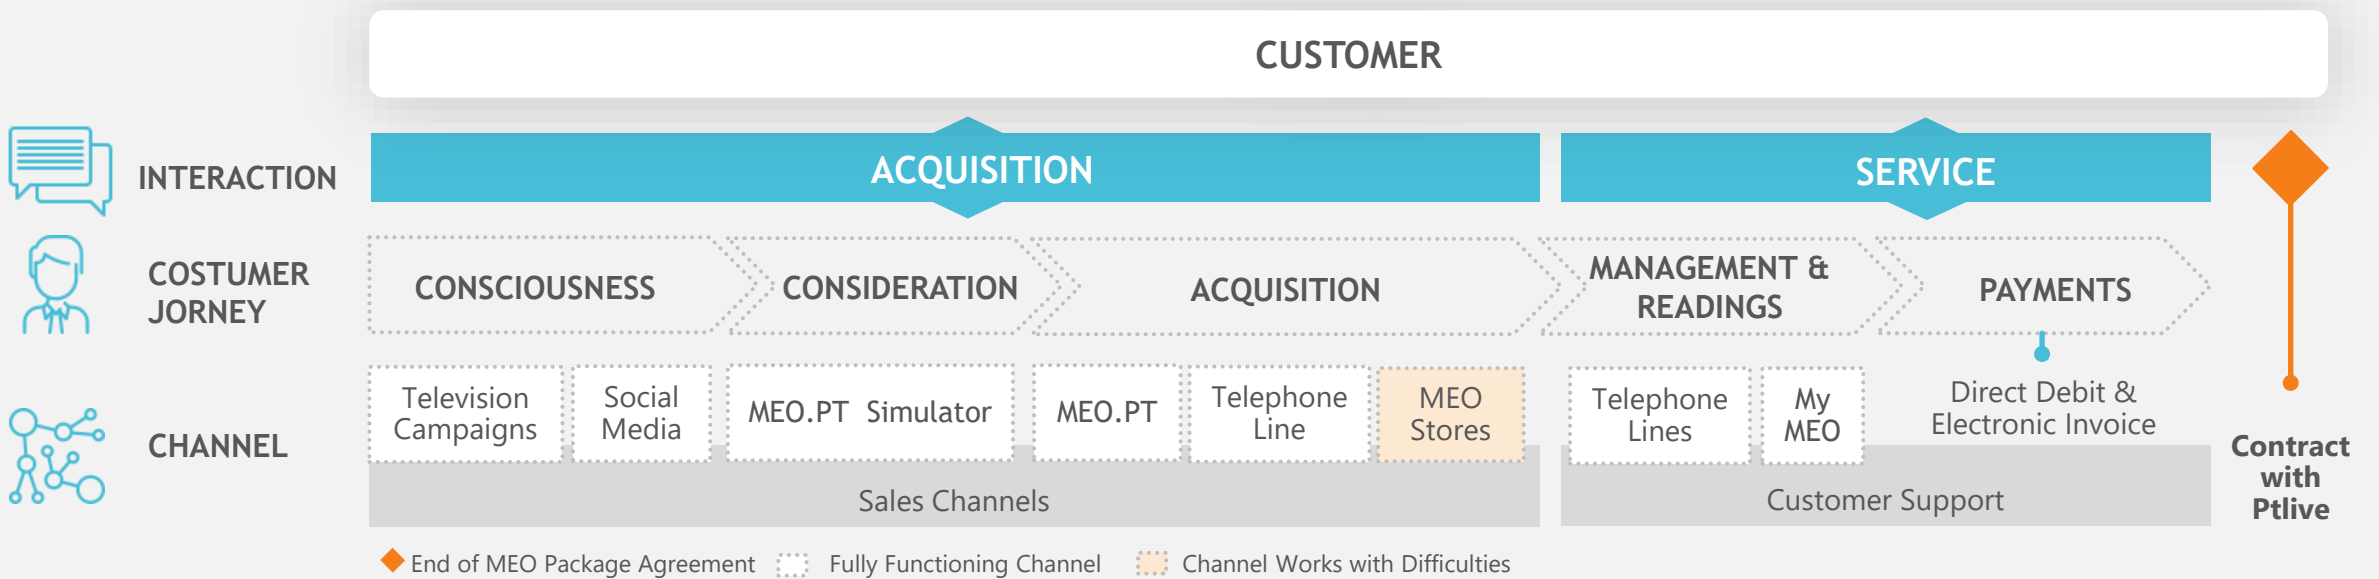 CUSTOMER
INTERACTION
ACQUISITION
SERVICE
COSTUMER
JORNEY
CONSCIOUSNESS
CONSIDERATION
ACQUISITION
MANAGEMENT &
READINGS
PAYMENTS
CHANNEL
Television
Campaigns
Social
Media
MEO.PT Simulator
MEO.PT
Telephone
Line
MEO
Stores
Telephone
Lines
My
MEO
Direct Debit &
Electronic Invoice
Sales Channels
Customer Support
Contract
with
Ptlive
End of MEO Package Agreement
Fully Functioning Channel
Channel Works with Difficulties